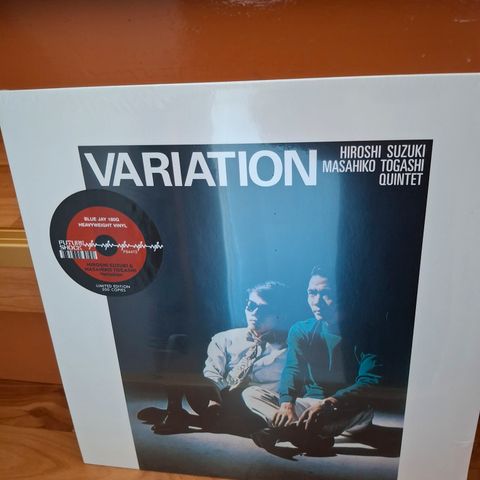 VARIATION
HIROSHI SUZUKI
MASAHIKO TOGASHI
QUINTET
BLUE JAY 180G
HEAVYWEIGHT VINYL
FUTURE
SHOCK
HIROSHI SUZUKI &
MASAHIKO TOGASHI
LIMITED EDITION
500 COPIES